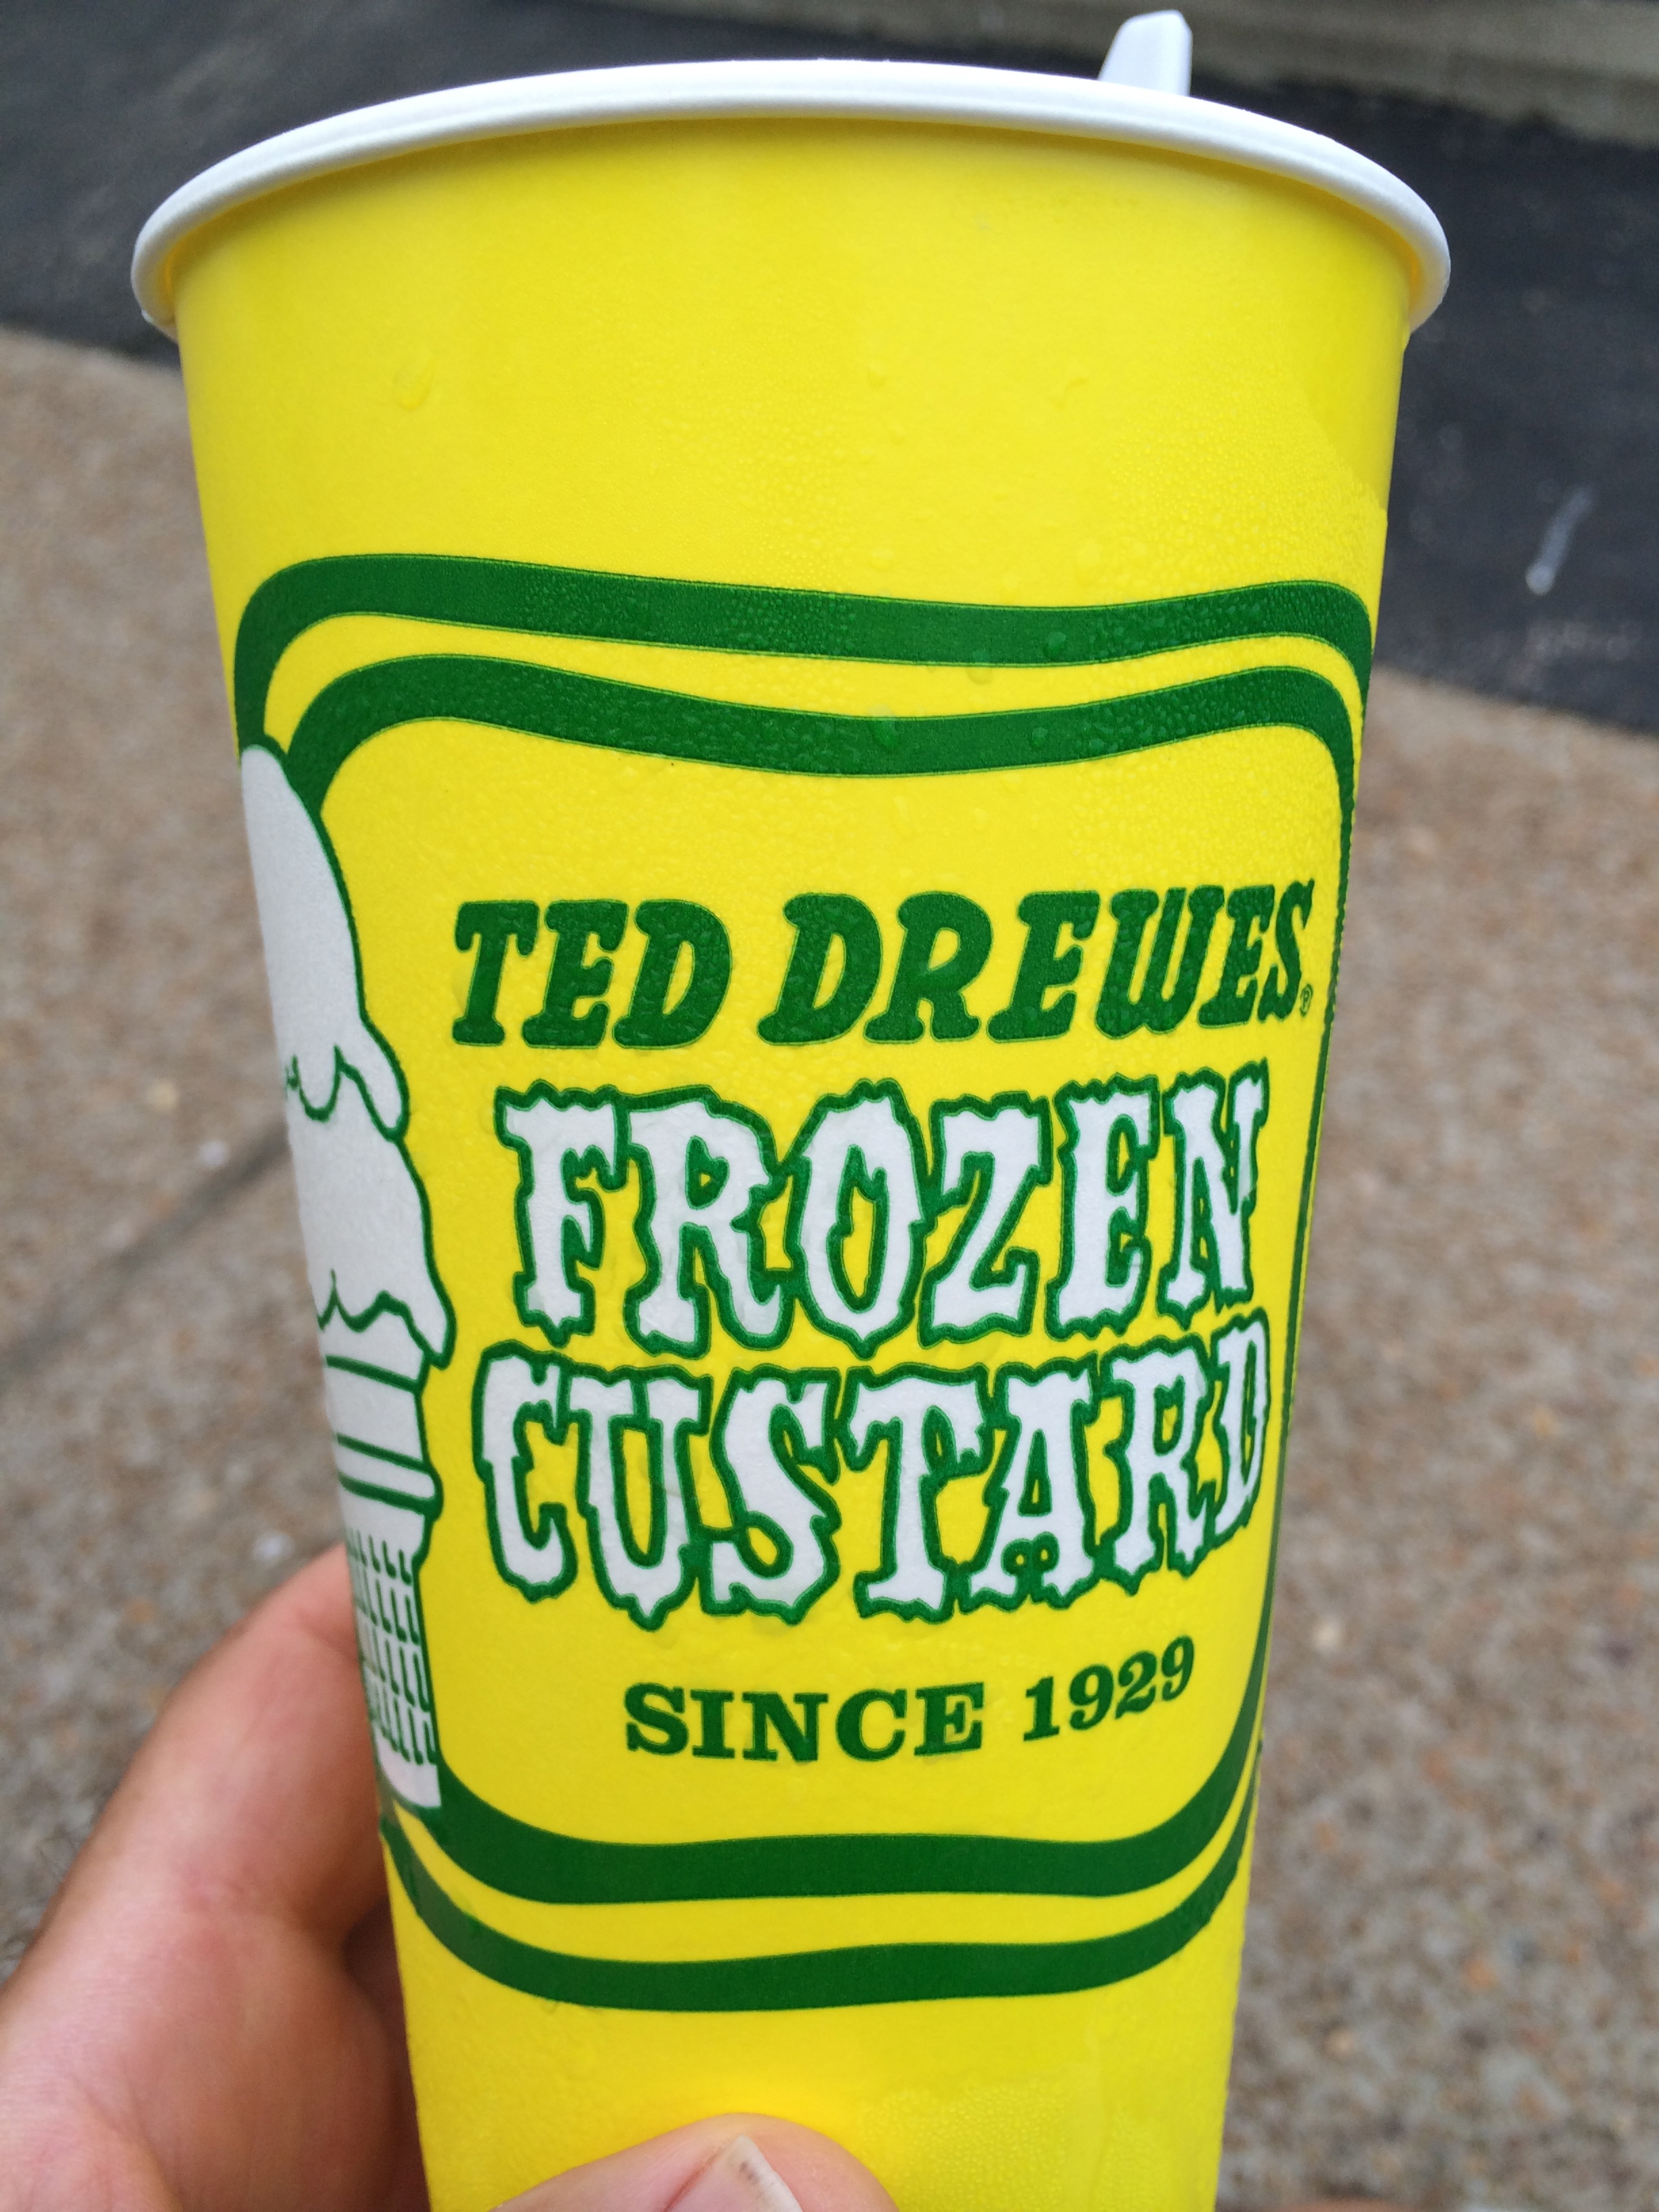 TED DREWES®
FROZEN
CUSTARD
SINCE 1929